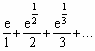 e/1 + e^(1/2)/2 + e^(1/3)/3 + ...